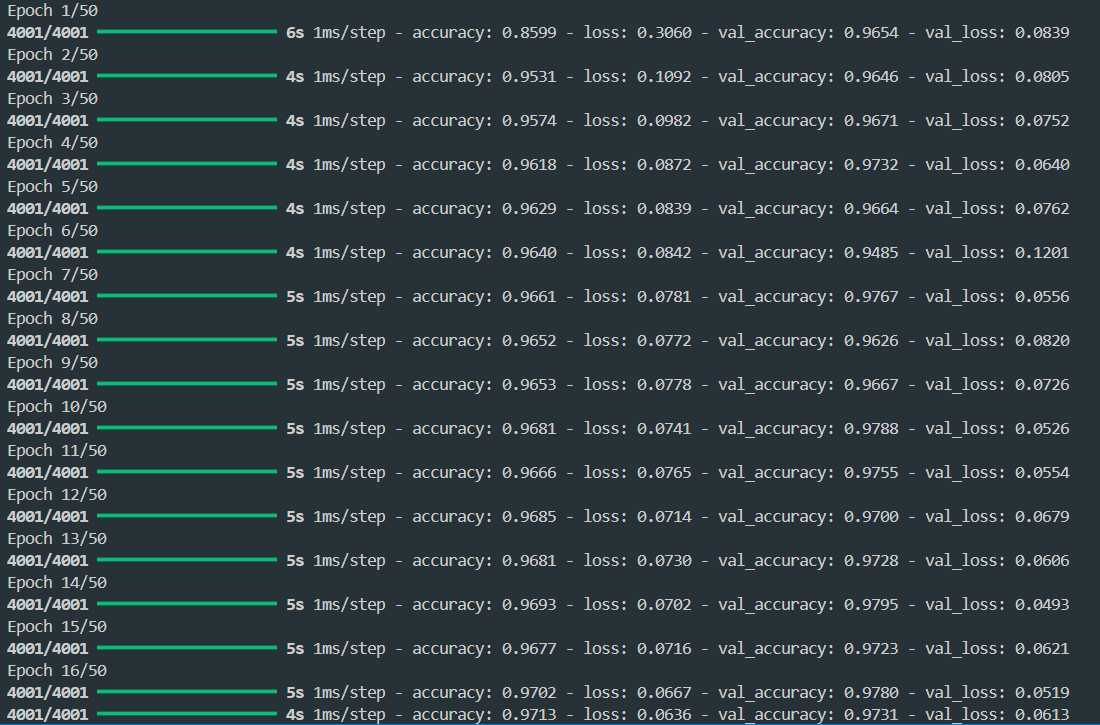 Epoch 1/50
4001/4001 6s 1ms/step - accuracy: 0.8599 - loss: 0.3060 - val_accuracy: 0.9654 - val_loss: 0.0839
Epoch 2/50
4001/4001 4s 1ms/step - accuracy: 0.9531 - loss: 0.1092 - val_accuracy: 0.9646 - val_loss: 0.0805
Epoch 3/50
4001/4001 4s 1ms/step - accuracy: 0.9574 - loss: 0.0982 - val_accuracy: 0.9671 - val_loss: 0.0752
Epoch 4/50
4001/4001 4s 1ms/step - accuracy: 0.9618 - loss: 0.0872 - val_accuracy: 0.9732 - val_loss: 0.0640
Epoch 5/50
4001/4001 4s 1ms/step - accuracy: 0.9629 - loss: 0.0839 - val_accuracy: 0.9664 - val_loss: 0.0762
Epoch 6/50
4001/4001 4s 1ms/step - accuracy: 0.9640 - loss: 0.0842 - val_accuracy: 0.9485 - val_loss: 0.1201
Epoch 7/50
4001/4001 5s 1ms/step - accuracy: 0.9661 - loss: 0.0781 - val_accuracy: 0.9767 - val_loss: 0.0556
Epoch 8/50
4001/4001 5s 1ms/step - accuracy: 0.9652 - loss: 0.0772 - val_accuracy: 0.9626 - val_loss: 0.0820
Epoch 9/50
4001/4001 5s 1ms/step - accuracy: 0.9653 - loss: 0.0778 - val_accuracy: 0.9667 - val_loss: 0.0726
Epoch 10/50
4001/4001 5s 1ms/step - accuracy: 0.9681 - loss: 0.0741 - val_accuracy: 0.9788 - val_loss: 0.0526
Epoch 11/50
4001/4001 5s 1ms/step - accuracy: 0.9666 - loss: 0.0765 - val_accuracy: 0.9755 - val_loss: 0.0554
Epoch 12/50
4001/4001 5s 1ms/step - accuracy: 0.9685 - loss: 0.0714 - val_accuracy: 0.9700 - val_loss: 0.0679
Epoch 13/50
4001/4001 5s 1ms/step - accuracy: 0.9681 - loss: 0.0730 - val_accuracy: 0.9728 - val_loss: 0.0606
Epoch 14/50
4001/4001 5s 1ms/step - accuracy: 0.9693 - loss: 0.0702 - val_accuracy: 0.9795 - val_loss: 0.0493
Epoch 15/50
4001/4001 5s 1ms/step - accuracy: 0.9677 - loss: 0.0716 - val_accuracy: 0.9723 - val_loss: 0.0621
Epoch 16/50
4001/4001 5s 1ms/step - accuracy: 0.9702 - loss: 0.0667 - val_accuracy: 0.9780 - val_loss: 0.0519
4001/4001 4s 1ms/step - accuracy: 0.9713 - loss: 0.0636 - val_accuracy: 0.9731 - val_loss: 0.0613